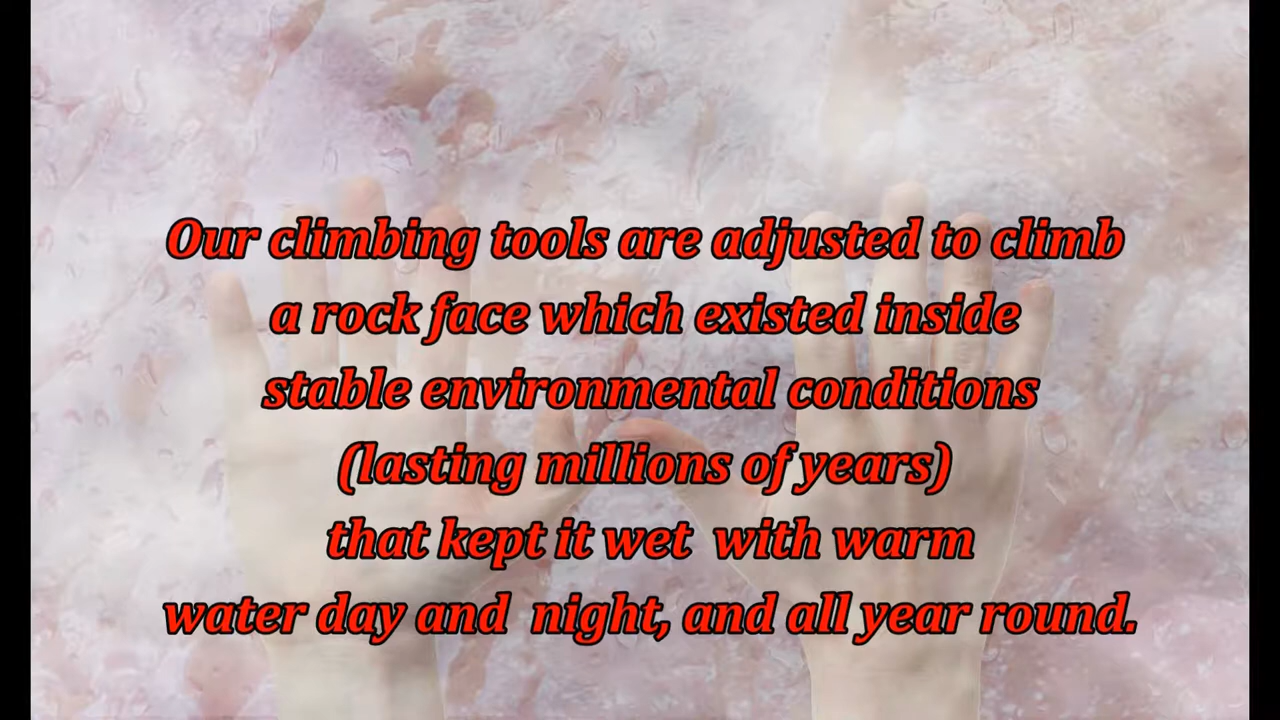 Our climbing tools are adjusted to climb
a rock face which existed inside
stable environmental conditions
(lasting millions of years)
that kept it wet  with warm
water day and  night, and all year round.